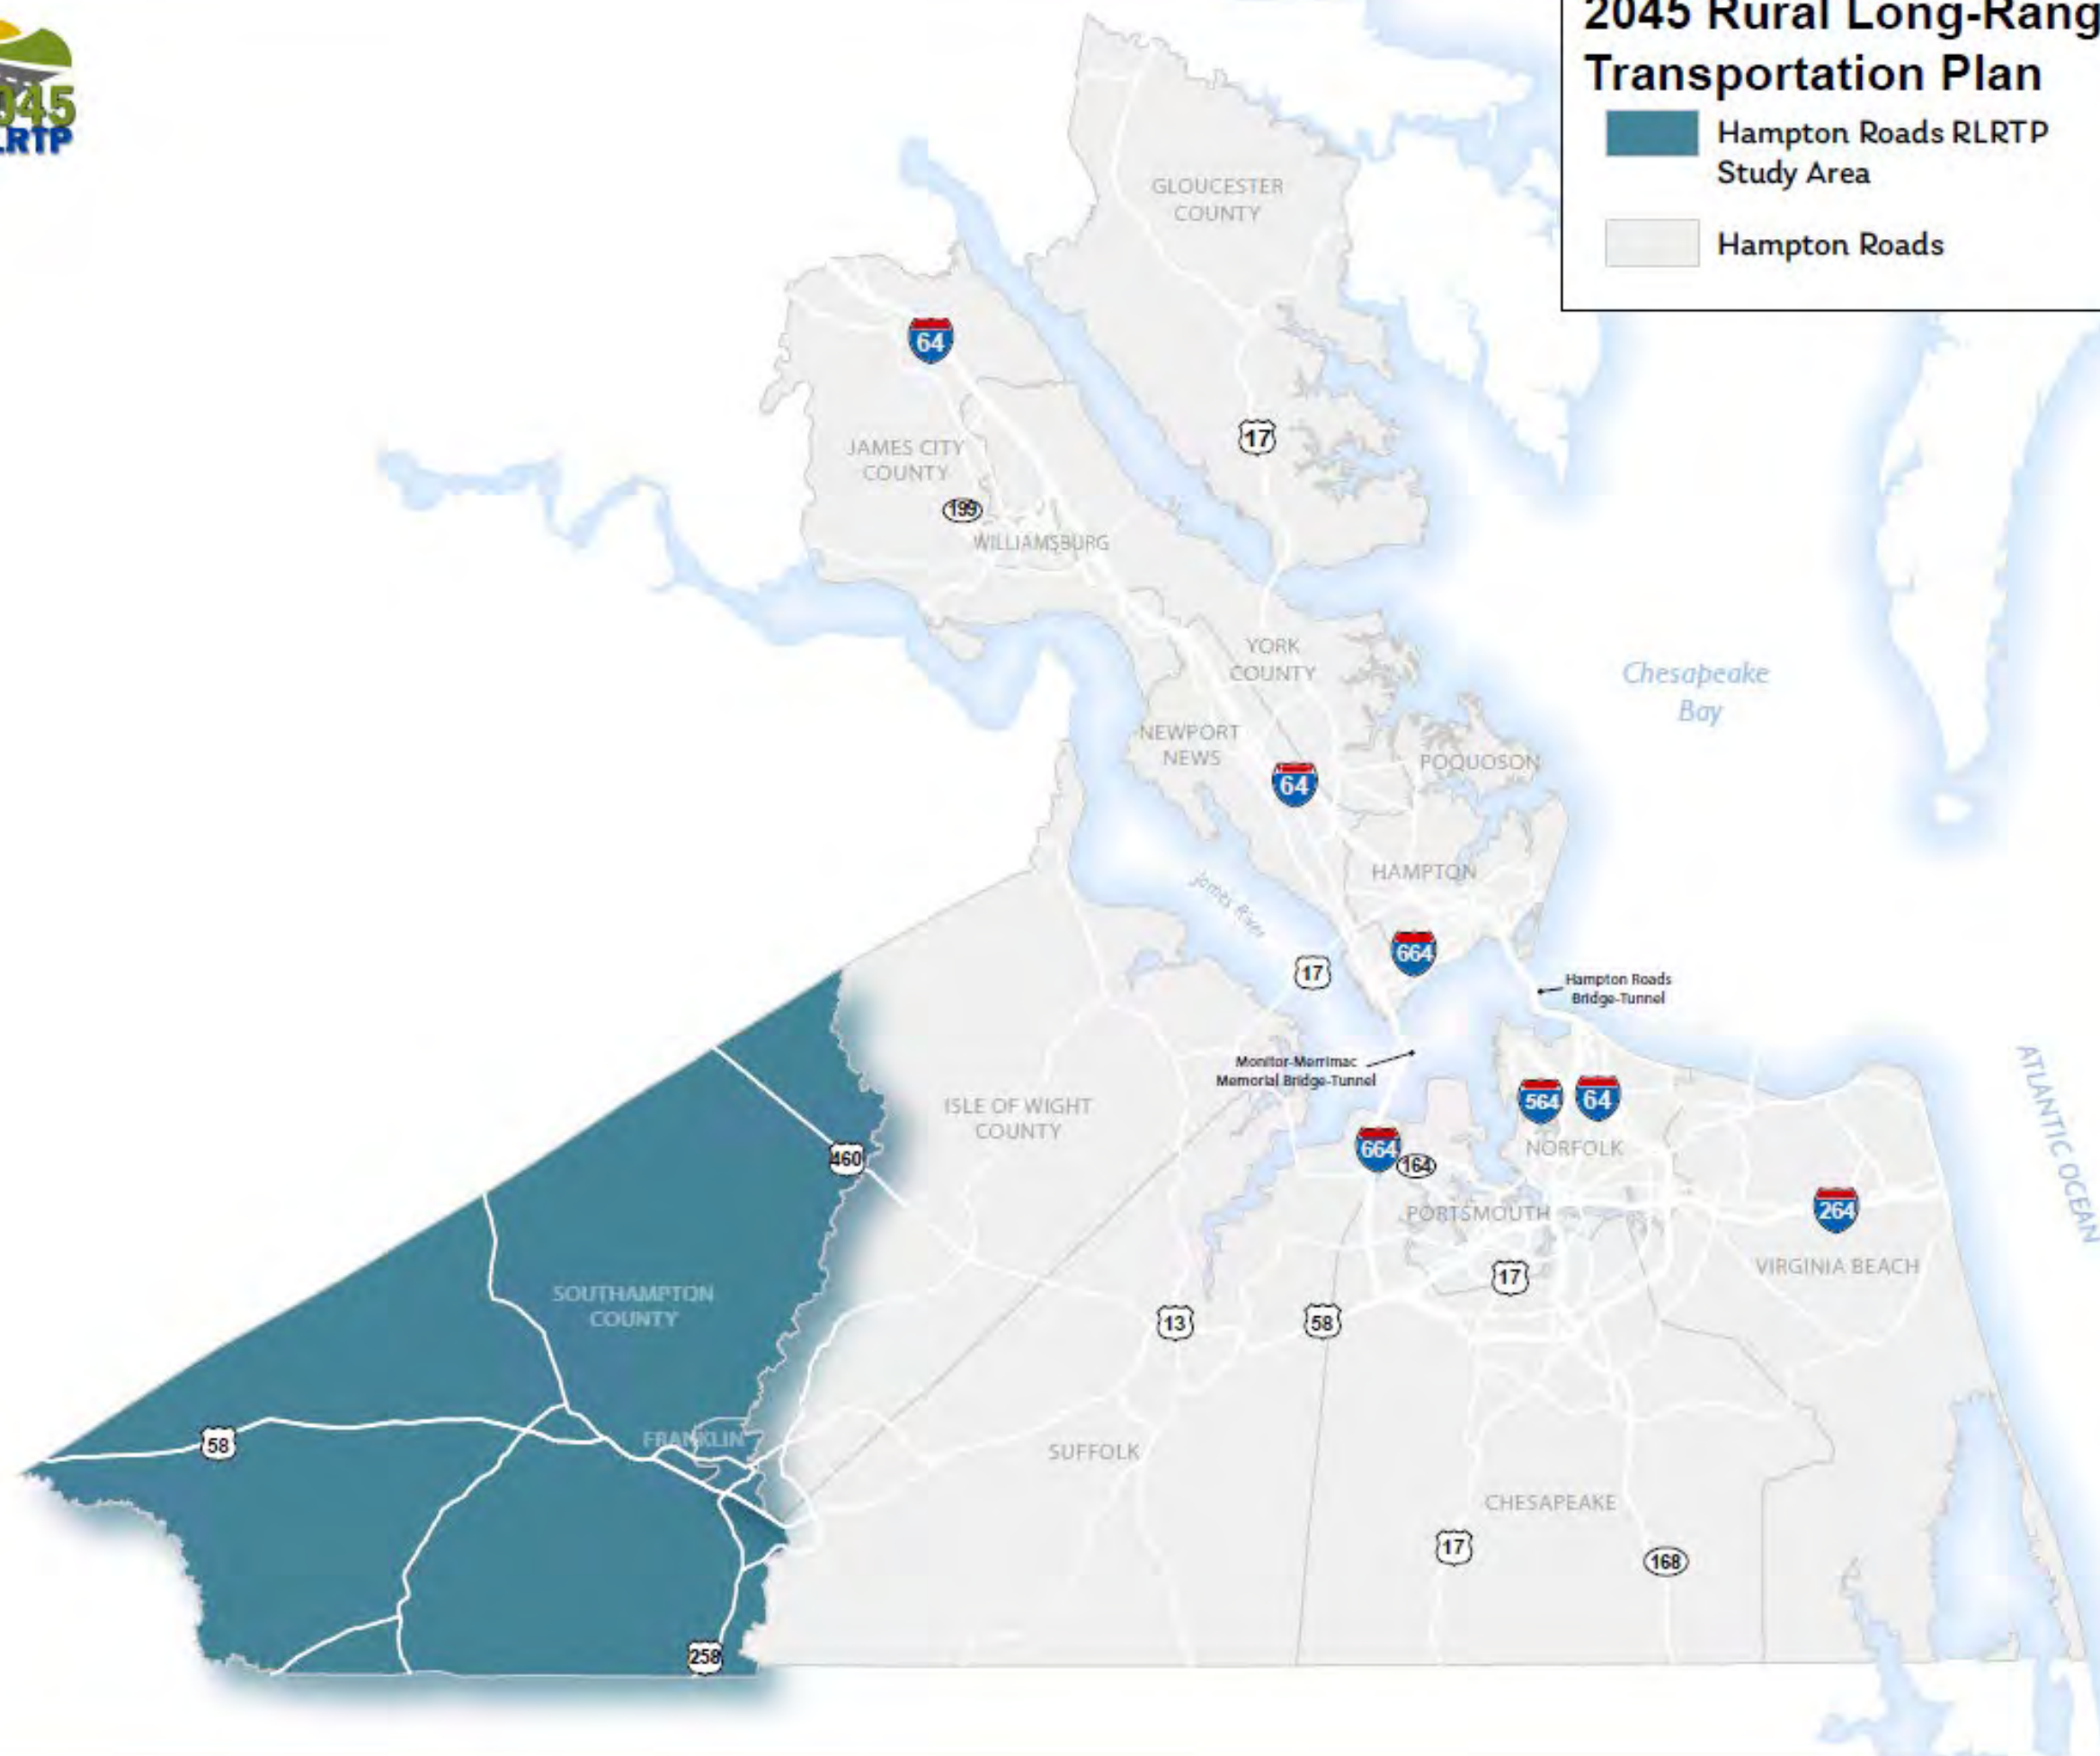 045
LRTP
2045 Rural Long-Rang
Transportation Plan
Hampton Roads RLRTP
Study Area
Hampton Roads
GLOUCESTER
COUNTY
64
17
JAMES CITY
COUNTY
199
WILLIAMSBURG
YORK
COUNTY
Chesapeake
Bay
NEWPORT
NEWS
POQUOSON
64
HAMPTON
James River
664
17
Hampton Roads
Bridge-Tunnel
Monitor-Merrimac
Memorial Bridge-Tunnel
ATLANTIC OCEAN
ISLE OF WIGHT
COUNTY
564
64
460
664
164
NORFOLK
PORTSMOUTH
264
VIRGINIA BEACH
17
SOUTHAMPTON
COUNTY
13
58
58
FRANKLIN
SUFFOLK
CHESAPEAKE
17
168
258